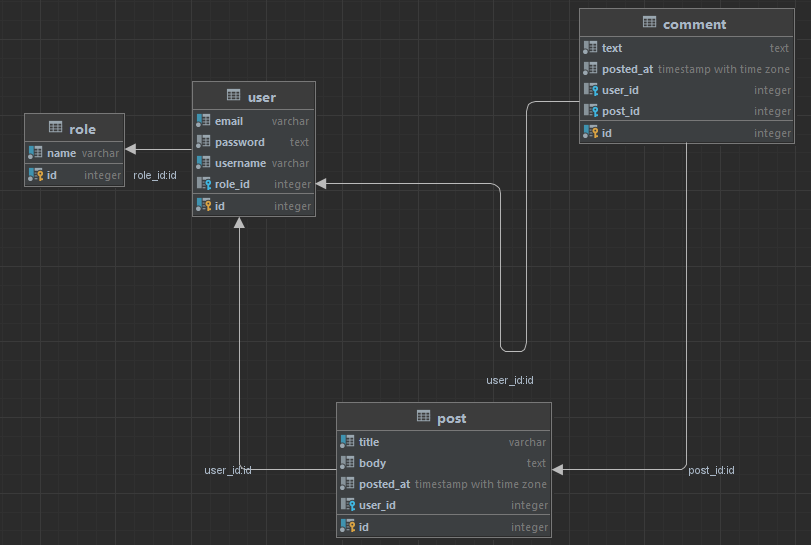 comment
text text
posted_at timestamp with time zone
user_id integer
post_id integer
id integer
user
email varchar
password text
username varchar
role_id integer
id integer
role
name varchar
id integer
role_id:id
user_id:id
post
title varchar
body text
posted_at timestamp with time zone
user_id integer
id integer
user_id:id
post_id:id